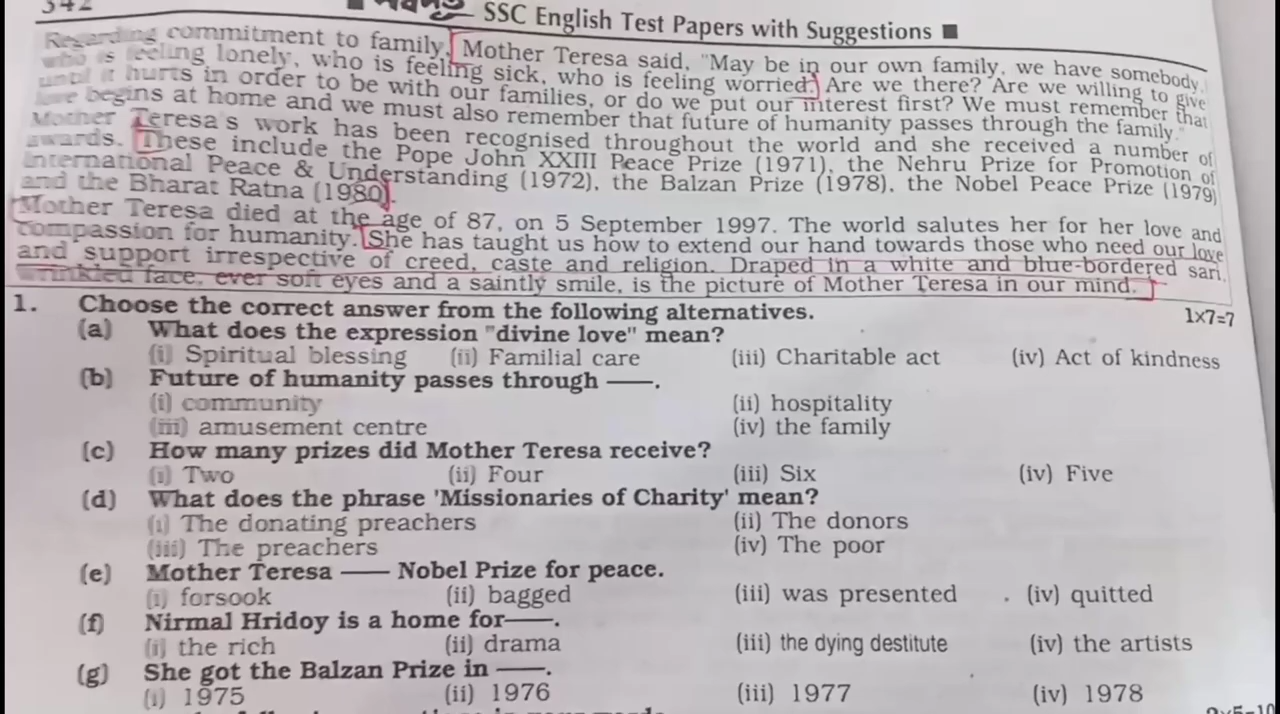 342 ■ SSC English Test Papers with Suggestions ■
Regarding commitment to family, Mother Teresa said, "May be in our own family, we have somebody,
who is feeling lonely, who is feeling sick, who is feeling worried. Are we there? Are we willing to give
until it hurts in order to be with our families, or do we put our interest first? We must remember that
love begins at home and we must also remember that future of humanity passes through the family."
Mother Teresa's work has been recognised throughout the world and she received a number of
awards. These include the Pope John XXIII Peace Prize (1971), the Nehru Prize for Promotion of
International Peace & Understanding (1972), the Balzan Prize (1978), the Nobel Peace Prize (1979)
and the Bharat Ratna (1980).
Mother Teresa died at the age of 87, on 5 September 1997. The world salutes her for her love and
compassion for humanity. She has taught us how to extend our hand towards those who need our love
and support irrespective of creed, caste and religion. Draped in a white and blue-bordered sari,
wrinkled face, ever soft eyes and a saintly smile, is the picture of Mother Teresa in our mind.
1. Choose the correct answer from the following alternatives. 1x7=7
(a) What does the expression "divine love" mean?
(i) Spiritual blessing (ii) Familial care (iii) Charitable act (iv) Act of kindness
(b) Future of humanity passes through ——.
(i) community (ii) hospitality
(iii) amusement centre (iv) the family
(c) How many prizes did Mother Teresa receive?
(i) Two (ii) Four (iii) Six (iv) Five
(d) What does the phrase 'Missionaries of Charity' mean?
(i) The donating preachers (ii) The donors
(iii) The preachers (iv) The poor
(e) Mother Teresa —— Nobel Prize for peace.
(i) forsook (ii) bagged (iii) was presented (iv) quitted
(f) Nirmal Hridoy is a home for——.
(i) the rich (ii) drama (iii) the dying destitute (iv) the artists
(g) She got the Balzan Prize in ——.
(i) 1975 (ii) 1976 (iii) 1977 (iv) 1978